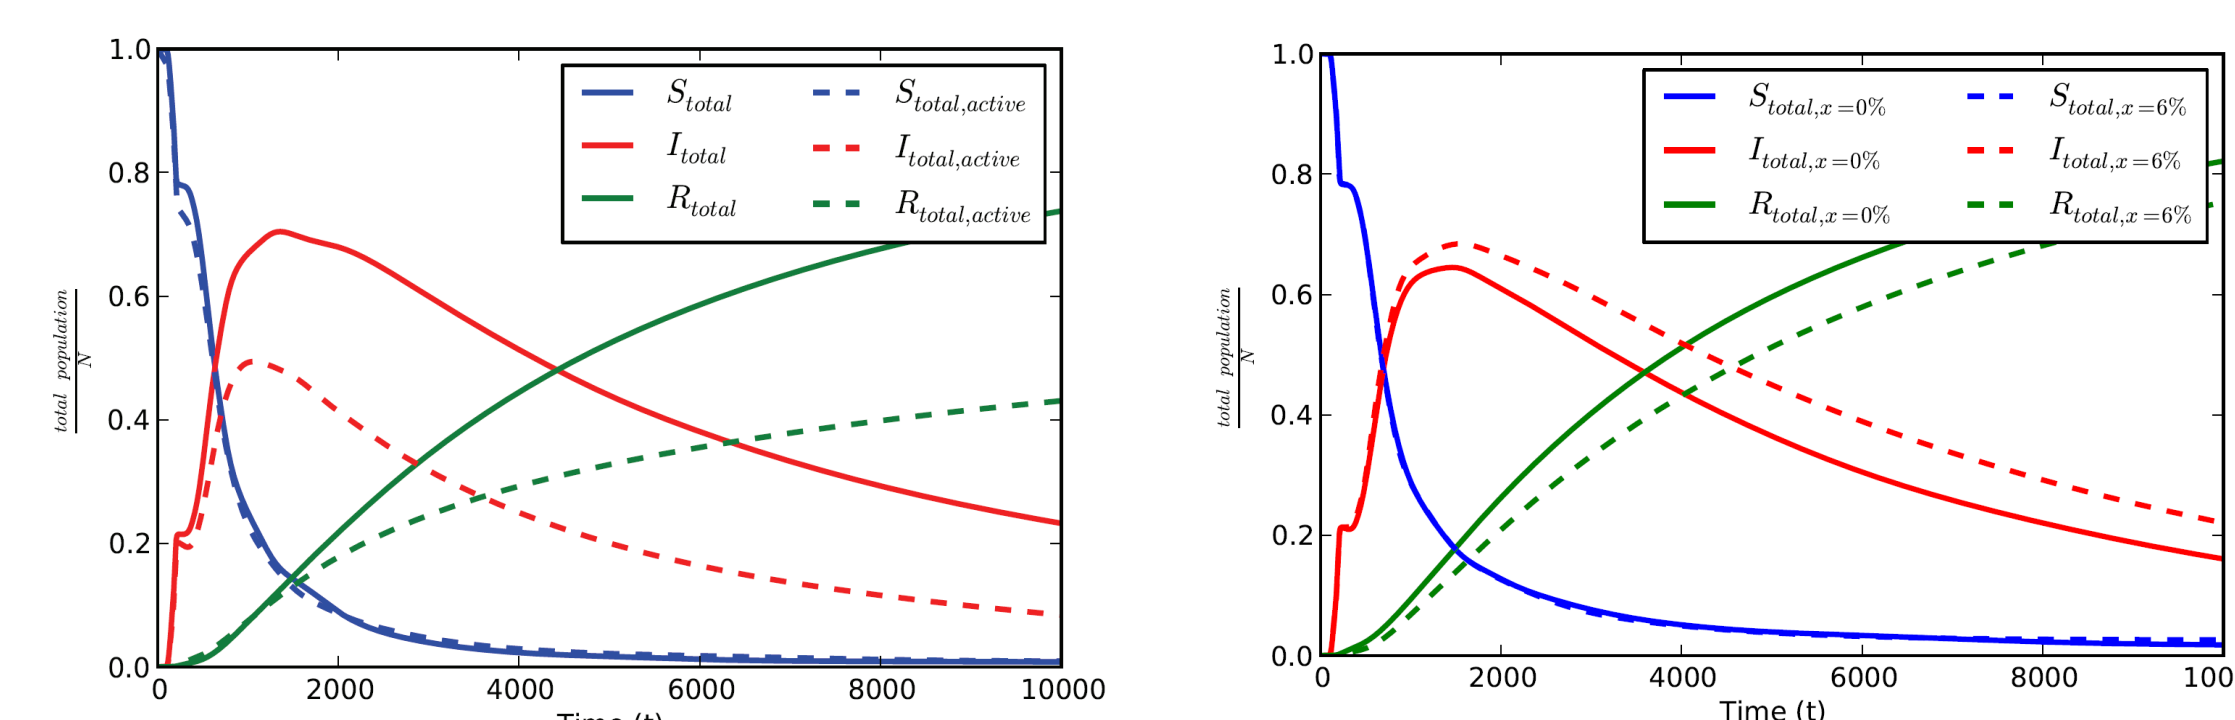 1.0
0.8
0.6
0.4
0.2
0.0
total population
N
S_total S_total,active
I_total I_total,active
R_total R_total,active
0 2000 4000 6000 8000 10000
Time (t)
1.0
0.8
0.6
0.4
0.2
0.0
total population
N
S_total,x=0% S_total,x=6%
I_total,x=0% I_total,x=6%
R_total,x=0% R_total,x=6%
0 2000 4000 6000 8000 100
Time (t)